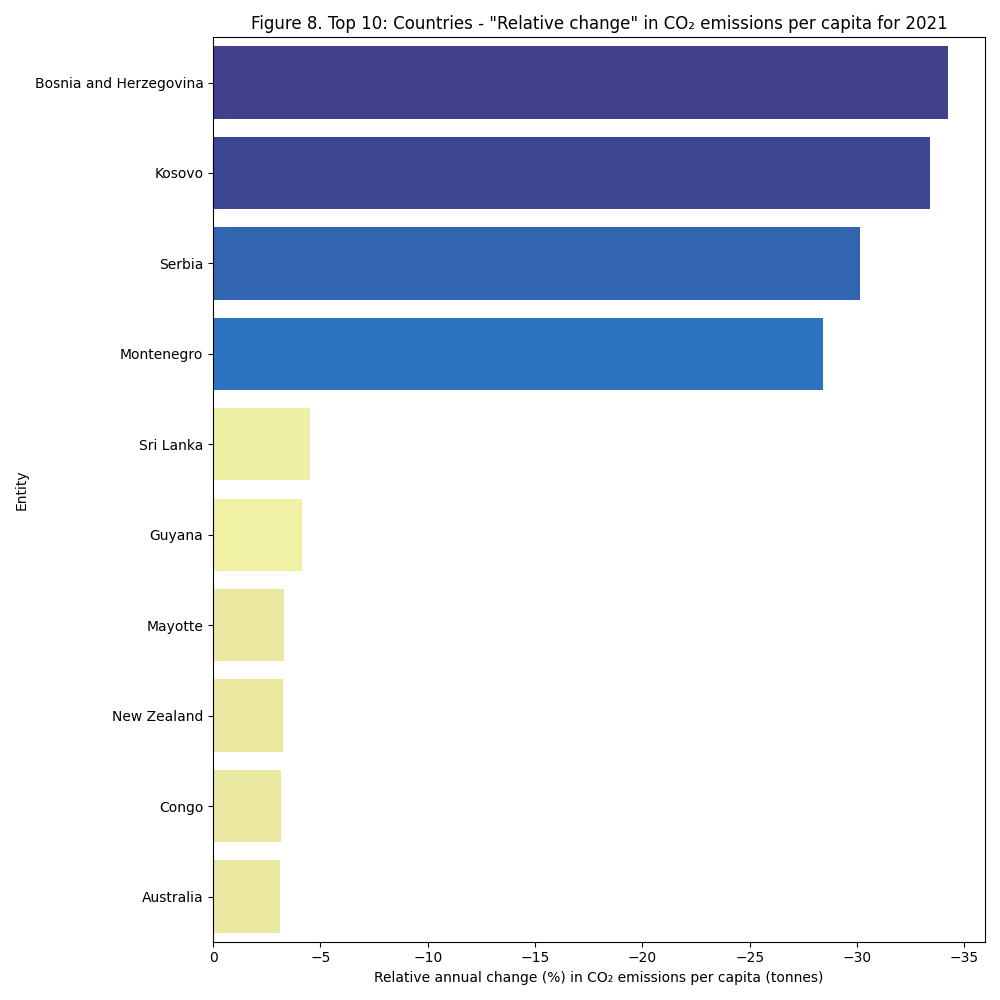 Figure 8. Top 10: Countries - "Relative change" in CO₂ emissions per capita for 2021
Bosnia and Herzegovina
Kosovo
Serbia
Montenegro
Sri Lanka
Entity
Guyana
Mayotte
New Zealand
Congo
Australia
0 −5 −10 −15 −20 −25 −30 −35
Relative annual change (%) in CO₂ emissions per capita (tonnes)